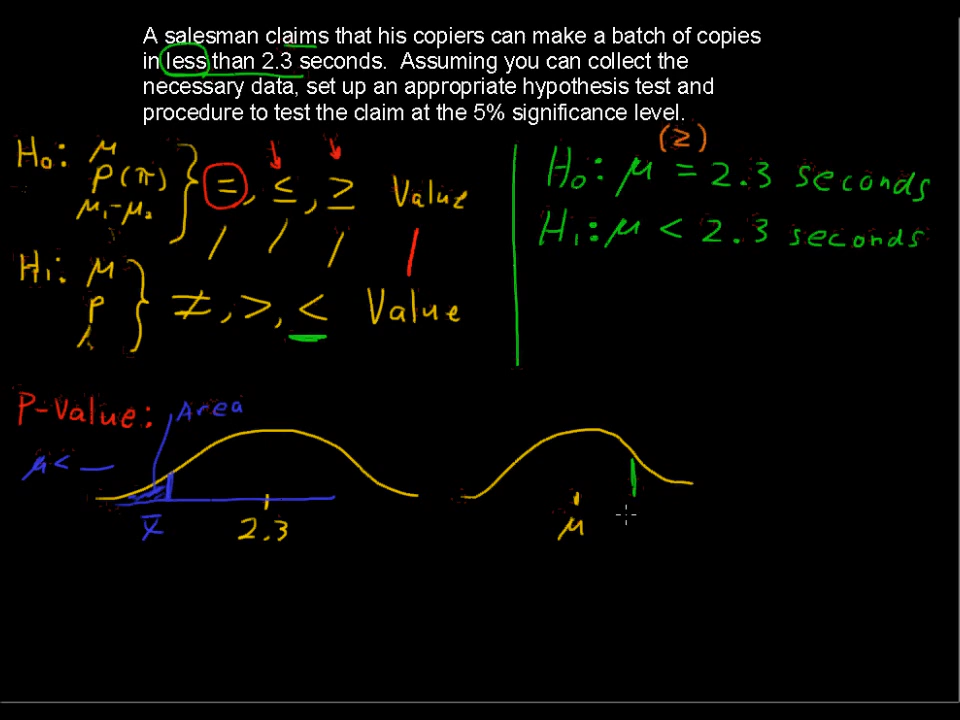 A salesman claims that his copiers can make a batch of copies
in less than 2.3 seconds. Assuming you can collect the
necessary data, set up an appropriate hypothesis test and
procedure to test the claim at the 5% significance level.
H₀: μ
P(π)
μ₁-μ₂
=, ≤, ≥ Value
H₁: μ
P
≠, >, < Value
(≥)
H₀: μ = 2.3 seconds
H₁: μ < 2.3 seconds
P-Value: Area
μ< —
x̄ 2.3
μ